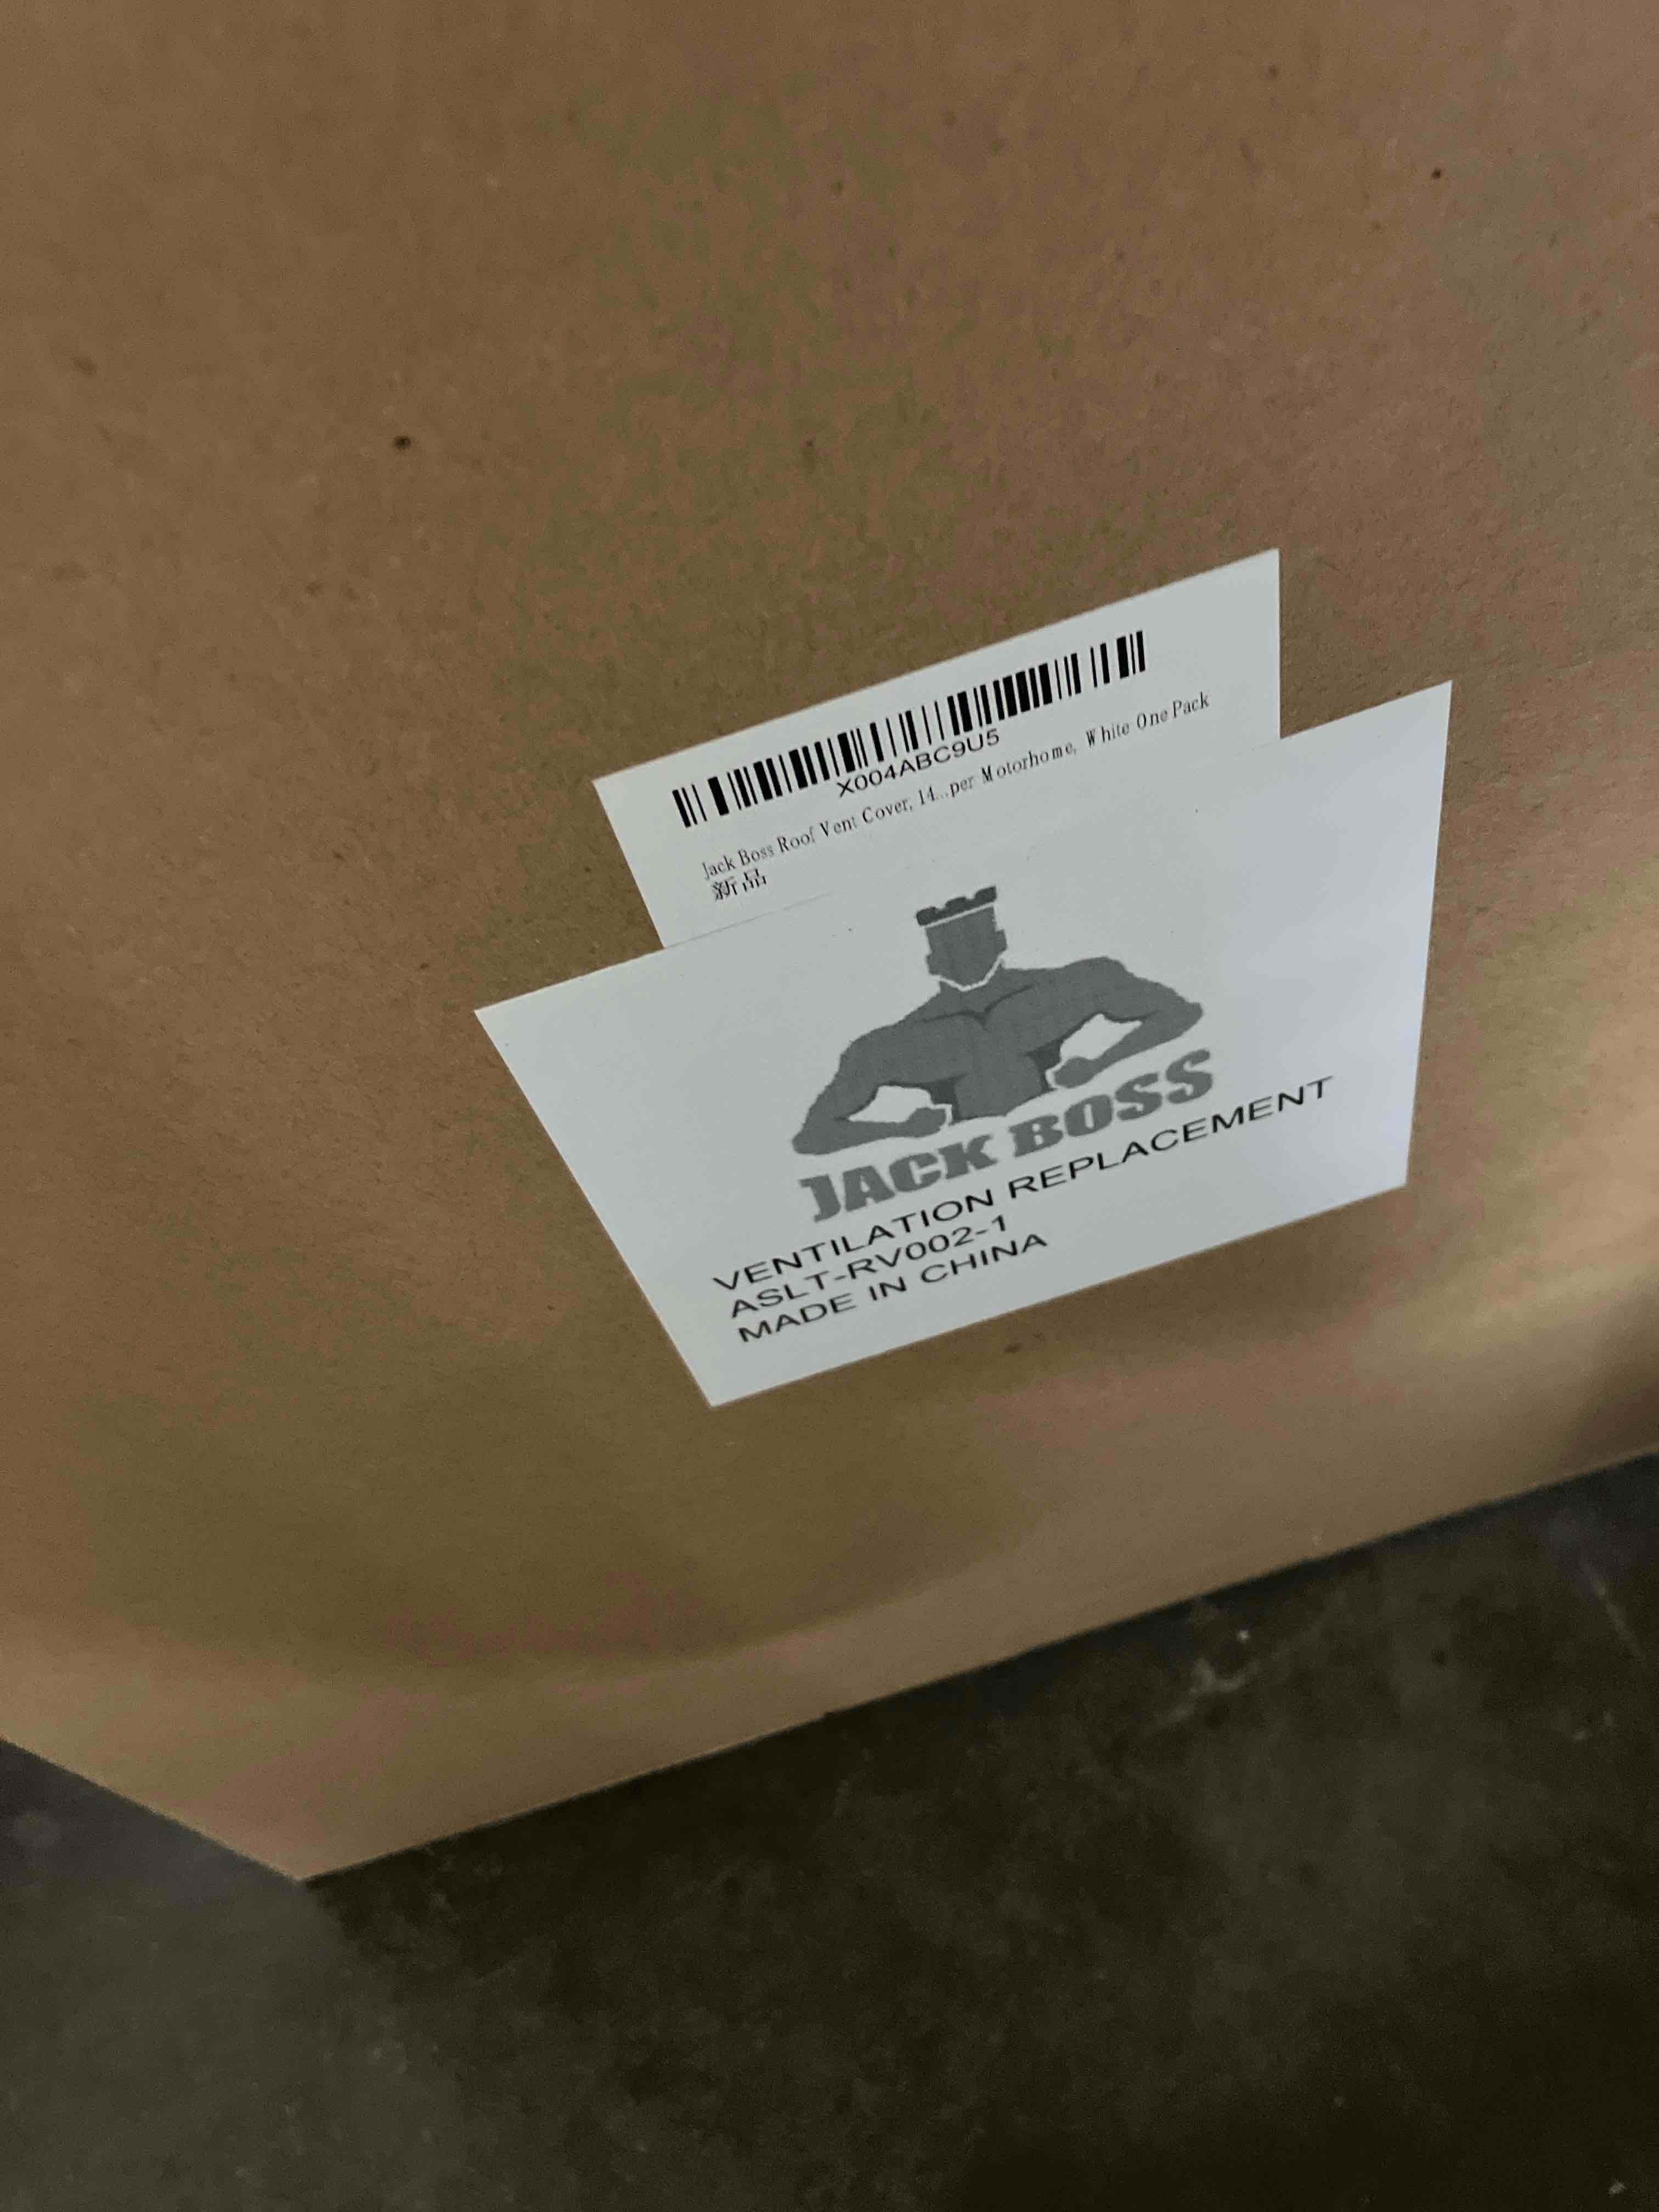 X004ABC9U5
Jack Boss Roof Vent Cover, 14...per Motorhome, White One Pack
新品
JACK BOSS
VENTILATION REPLACEMENT
ASLT-RV002-1
MADE IN CHINA